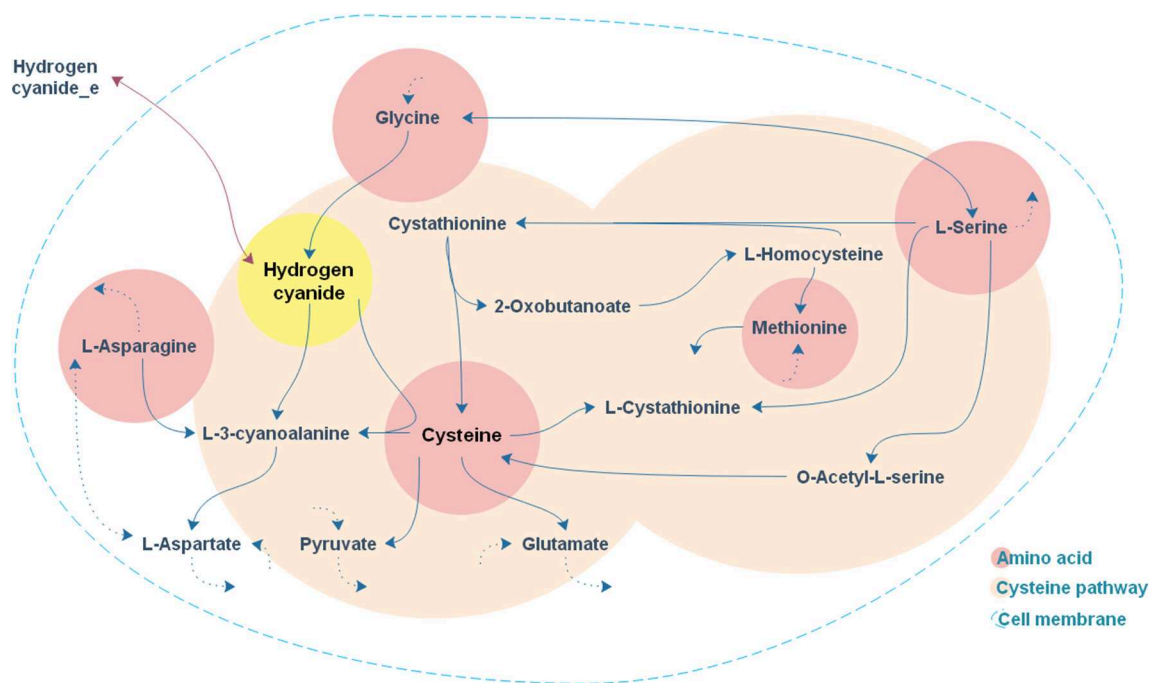 Hydrogen
cyanide_e
Glycine
Cystathionine
L-Serine
L-Homocysteine
Hydrogen
cyanide
2-Oxobutanoate
Methionine
L-Asparagine
L-Cystathionine
L-3-cyanoalanine
Cysteine
O-Acetyl-L-serine
L-Aspartate
Pyruvate
Glutamate
Amino acid
Cysteine pathway
Cell membrane